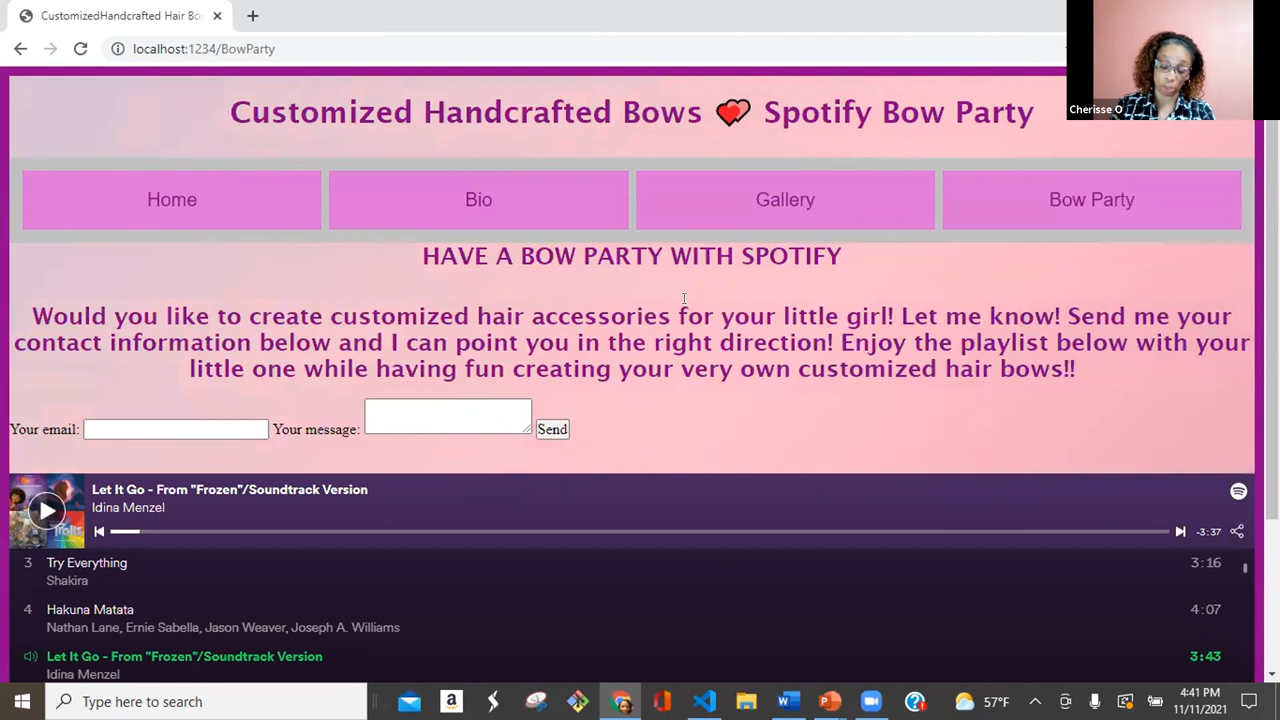 CustomizedHandcrafted Hair Bo
localhost:1234/BowParty
Cherisse O
Customized Handcrafted Bows 💕 Spotify Bow Party
Home Bio Gallery Bow Party
HAVE A BOW PARTY WITH SPOTIFY
Would you like to create customized hair accessories for your little girl! Let me know! Send me your
contact information below and I can point you in the right direction! Enjoy the playlist below with your
little one while having fun creating your very own customized hair bows!!
Your email: Your message: Send
Let It Go - From "Frozen"/Soundtrack Version
Idina Menzel
-3:37
3 Try Everything 3:16
Shakira
4 Hakuna Matata 4:07
Nathan Lane, Ernie Sabella, Jason Weaver, Joseph A. Williams
Let It Go - From "Frozen"/Soundtrack Version 3:43
Idina Menzel
Type here to search
57°F
4:41 PM
11/11/2021